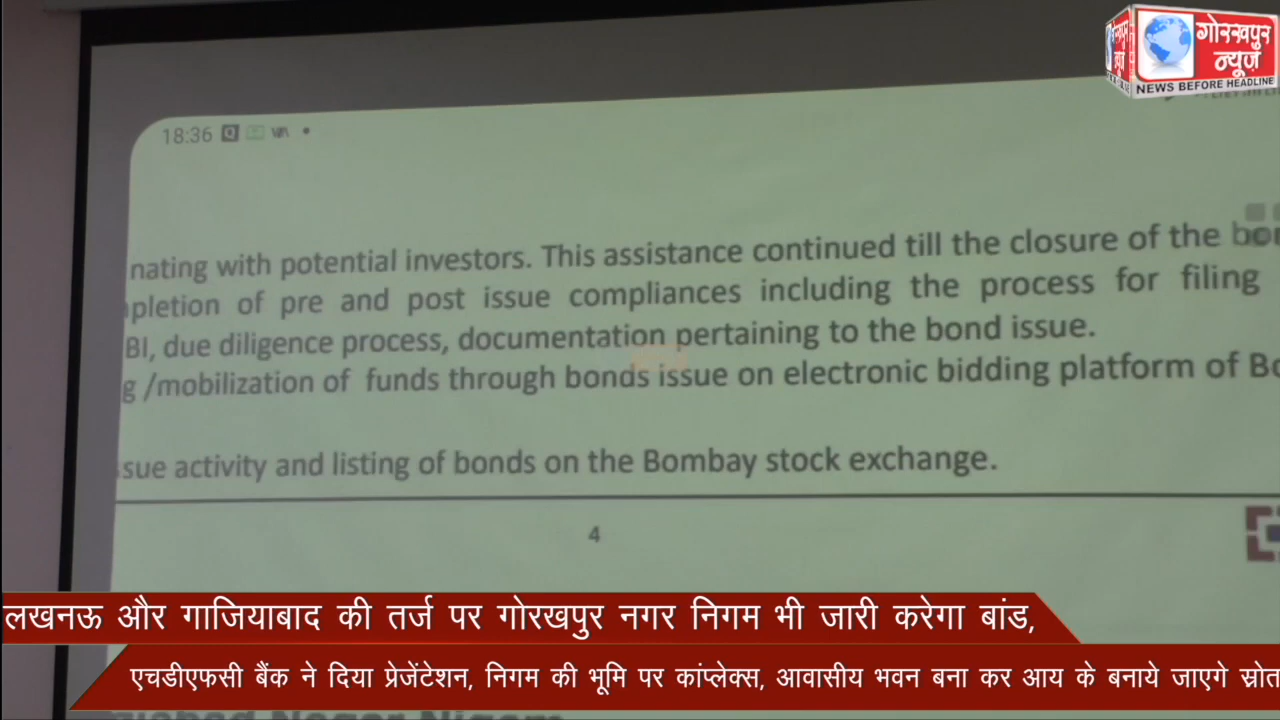 गोरखपुर
न्यूज़
NEWS BEFORE HEADLINE
18:36
nating with potential investors. This assistance continued till the closure of the
pletion of pre and post issue compliances including the process for filing
BI, due diligence process, documentation pertaining to the bond issue.
g /mobilization of funds through bonds issue on electronic bidding platform of
sue activity and listing of bonds on the Bombay stock exchange.
4
लखनऊ और गाजियाबाद की तर्ज पर गोरखपुर नगर निगम भी जारी करेगा बांड,
एचडीएफसी बैंक ने दिया प्रेजेंटेशन, निगम की भूमि पर कांप्लेक्स, आवासीय भवन बना कर आय के बनाये जाएगे स्रोत
Nagar Nigam